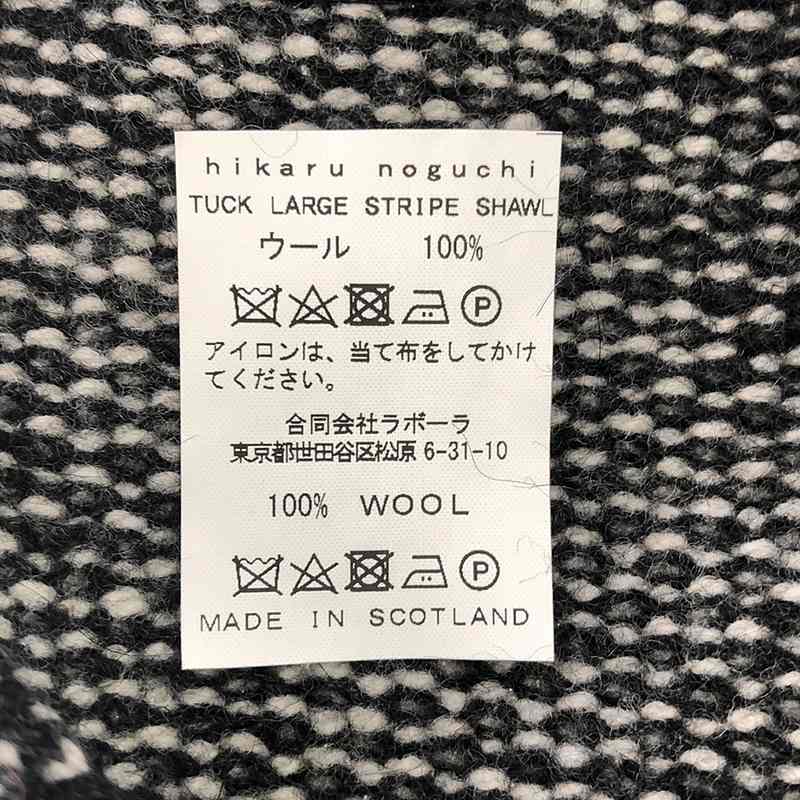 hikaru noguchi
TUCK LARGE STRIPE SHAWL
ウール 100%
P
アイロンは、当て布をしてかけ
てください。
合同会社ラボーラ
東京都世田谷区松原 6-31-10
100% WOOL
P
MADE IN SCOTLAND